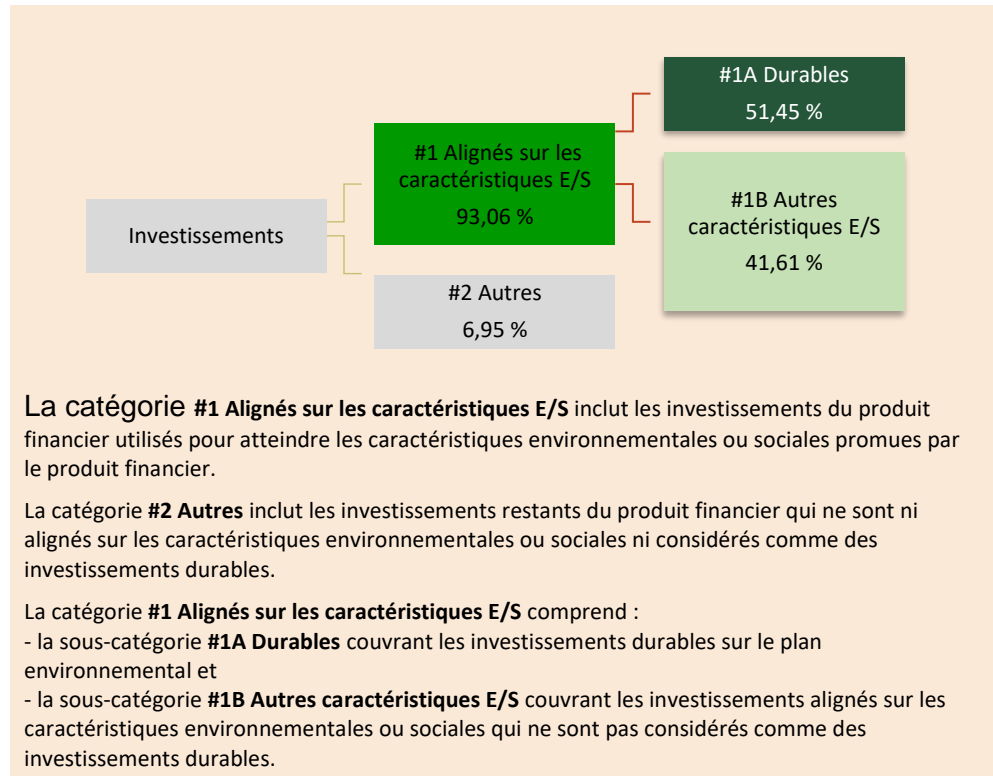 #1A Durables
51,45 %
#1 Alignés sur les
caractéristiques E/S
93,06 %
#1B Autres
caractéristiques E/S
41,61 %
Investissements
#2 Autres
6,95 %
La catégorie #1 Alignés sur les caractéristiques E/S inclut les investissements du produit
financier utilisés pour atteindre les caractéristiques environnementales ou sociales promues par
le produit financier.
La catégorie #2 Autres inclut les investissements restants du produit financier qui ne sont ni
alignés sur les caractéristiques environnementales ou sociales ni considérés comme des
investissements durables.
La catégorie #1 Alignés sur les caractéristiques E/S comprend :
- la sous-catégorie #1A Durables couvrant les investissements durables sur le plan
environnemental et
- la sous-catégorie #1B Autres caractéristiques E/S couvrant les investissements alignés sur les
caractéristiques environnementales ou sociales qui ne sont pas considérés comme des
investissements durables.